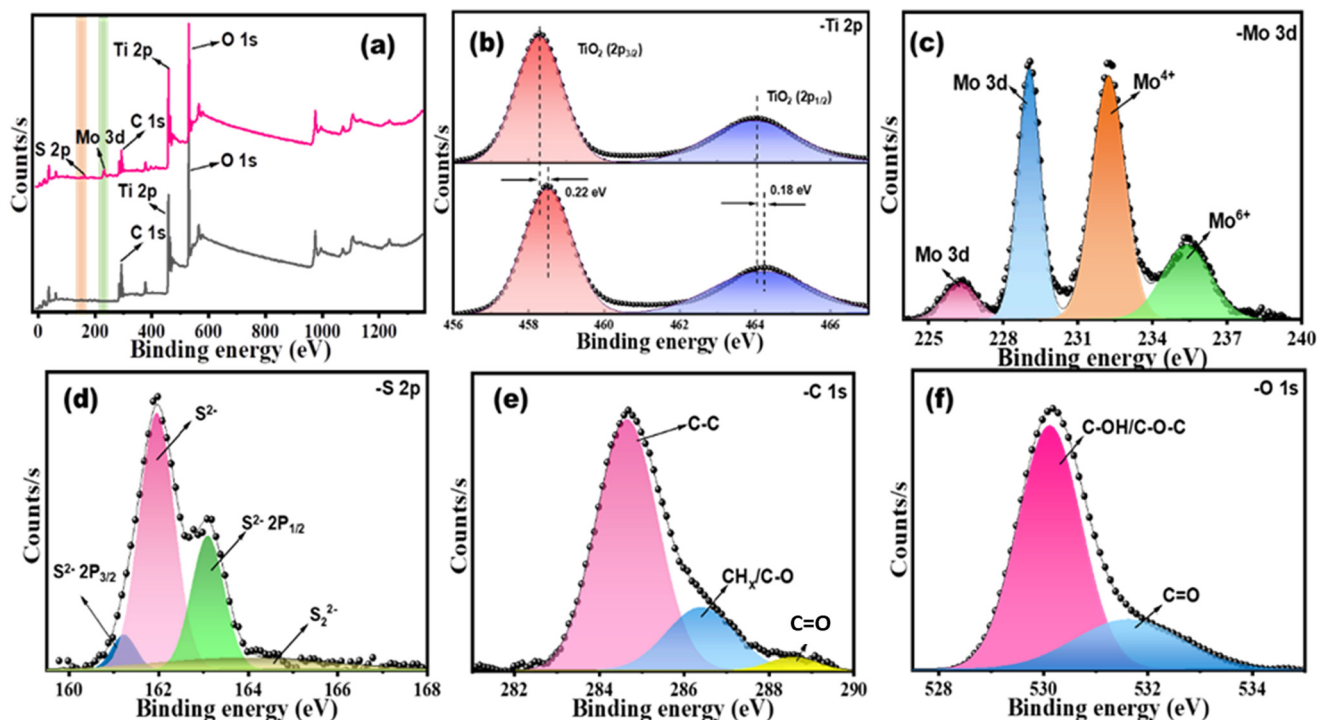 (a)
O 1s
Ti 2p
C 1s
Mo 3d
S 2p
O 1s
Ti 2p
C 1s
Counts/s
0 200 400 600 800 1000 1200
Binding energy (eV)
(b)
-Ti 2p
TiO₂ (2p₃/₂)
TiO₂ (2p₁/₂)
0.22 eV
0.18 eV
Counts/s
456 458 460 462 464 466
Binding energy (eV)
(c)
-Mo 3d
Mo 3d
Mo⁴⁺
Mo⁶⁺
Mo 3d
Counts/s
225 228 231 234 237 240
Binding energy (eV)
(d)
-S 2p
S²⁻
S²⁻ 2P₁/₂
S²⁻ 2P₃/₂
S₂²⁻
Counts/s
160 162 164 166 168
Binding energy (eV)
(e)
-C 1s
C-C
CHₓ/C-O
C=O
Counts/s
282 284 286 288 290
Binding energy (eV)
(f)
-O 1s
C-OH/C-O-C
C=O
Counts/s
528 530 532 534
Binding energy (eV)